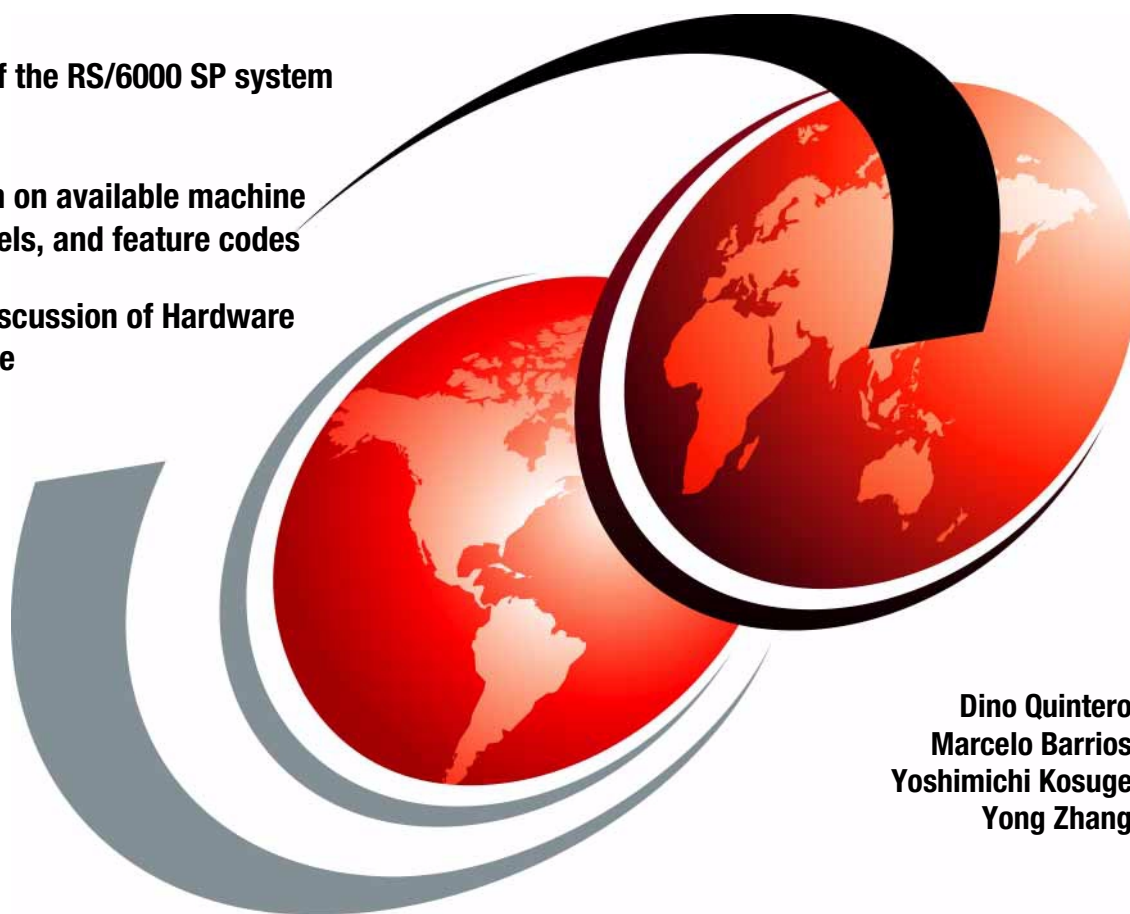 f the RS/6000 SP system
n on available machine
els, and feature codes
scussion of Hardware
e
Dino Quintero
Marcelo Barrios
Yoshimichi Kosuge
Yong Zhang